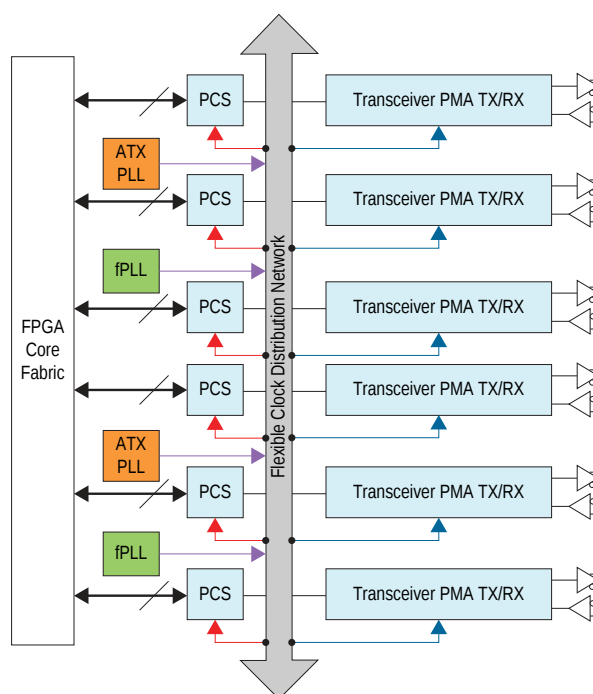 PCS
Transceiver PMA TX/RX
ATX
PLL
PCS
Transceiver PMA TX/RX
fPLL
PCS
Transceiver PMA TX/RX
FPGA
Core
Fabric
Flexible Clock Distribution Network
PCS
Transceiver PMA TX/RX
ATX
PLL
PCS
Transceiver PMA TX/RX
fPLL
PCS
Transceiver PMA TX/RX